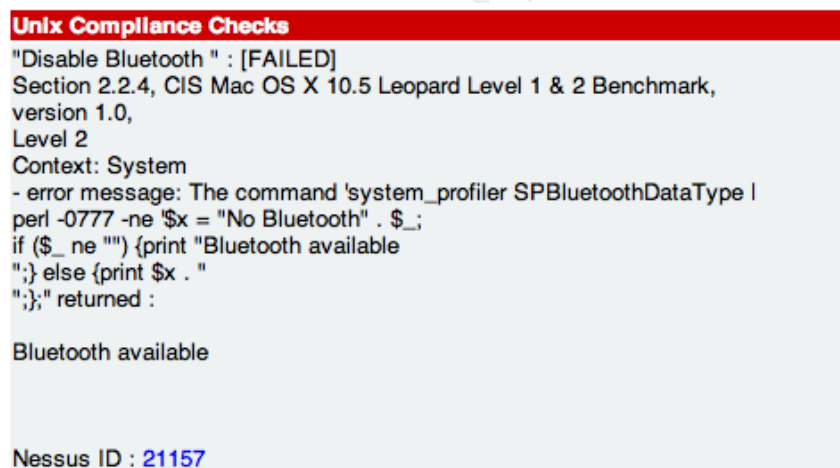 Unix Compliance Checks
"Disable Bluetooth " : [FAILED]
Section 2.2.4, CIS Mac OS X 10.5 Leopard Level 1 & 2 Benchmark,
version 1.0,
Level 2
Context: System
- error message: The command 'system_profiler SPBluetoothDataType |
perl -0777 -ne '$x = "No Bluetooth" . $_;
if ($_ ne "") {print "Bluetooth available
";} else {print $x . "
";};" returned :
Bluetooth available
Nessus ID : 21157